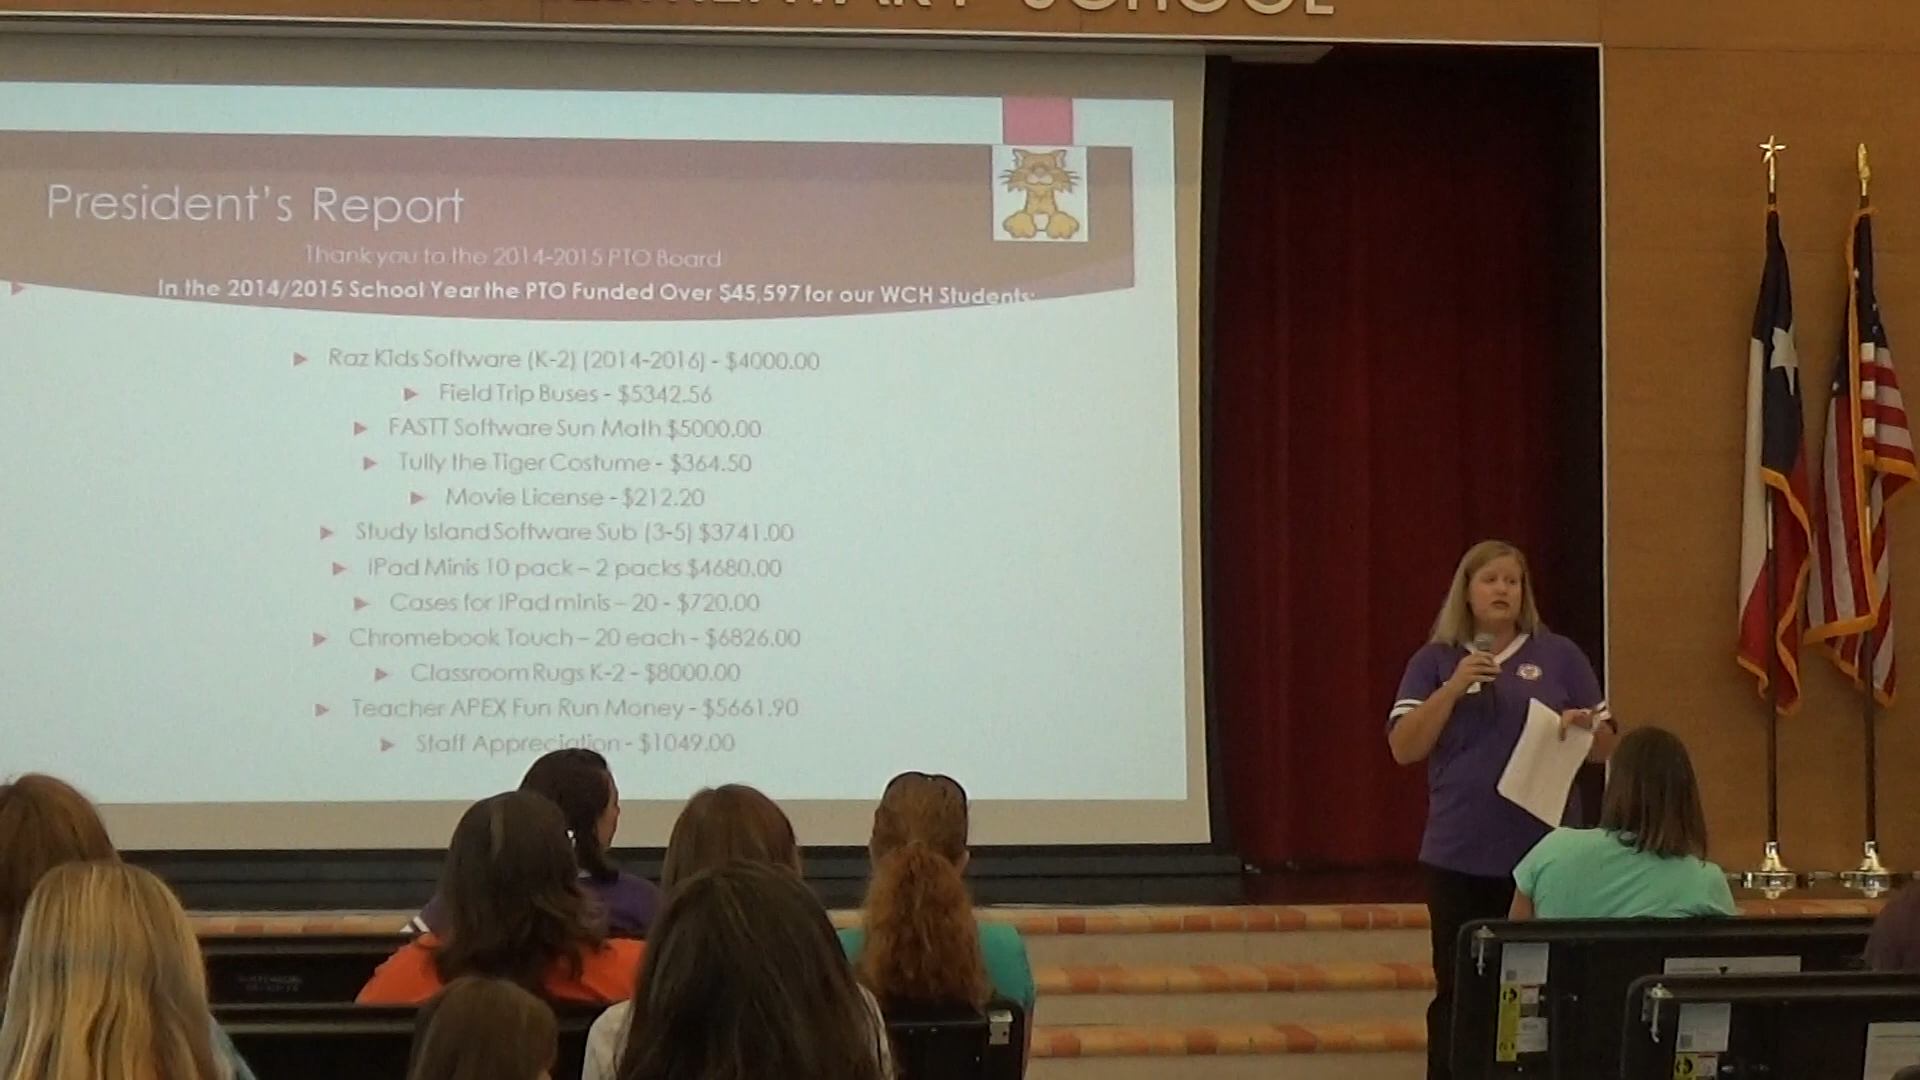 SCHOOL
President's Report
Thank you to the 2014-2015 PTO Board
In the 2014/2015 School Year the PTO Funded Over $45,597 for our WCH Students:
Raz Kids Software (K-2) (2014-2016) - $4000.00
Field Trip Buses - $5342.56
FASTT Software Sun Math $5000.00
Tully the Tiger Costume - $364.50
Movie License - $212.20
Study Island Software Sub (3-5) $3741.00
iPad Minis 10 pack – 2 packs $4680.00
Cases for iPad minis – 20 - $720.00
Chromebook Touch – 20 each - $6826.00
Classroom Rugs K-2 - $8000.00
Teacher APEX Fun Run Money - $5661.90
Staff Appreciation - $1049.00